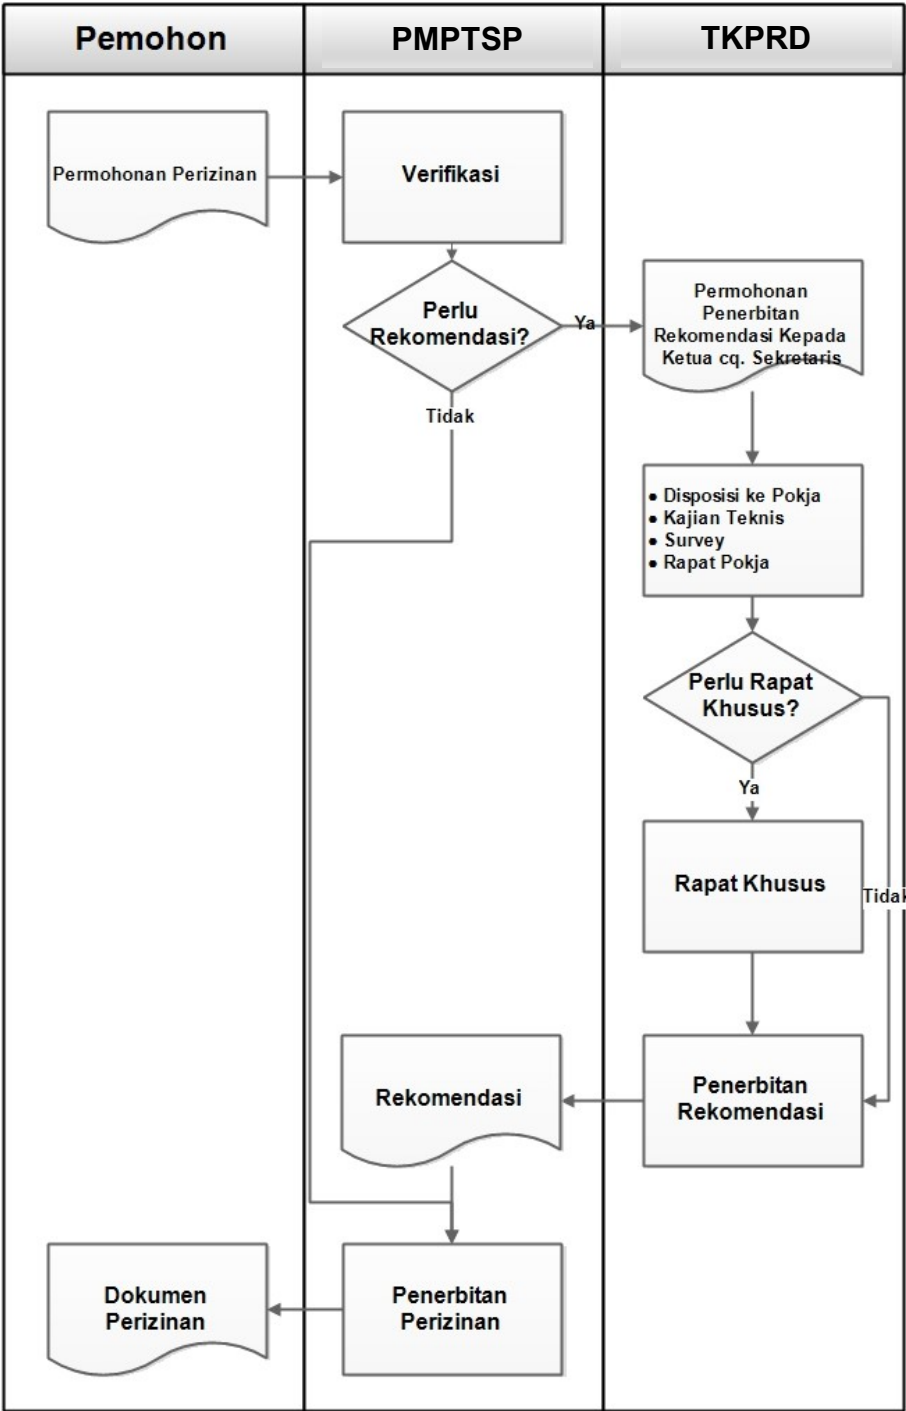 Pemohon
PMPTSP
TKPRD
Permohonan Perizinan
Verifikasi
Perlu
Rekomendasi?
Ya
Permohonan
Penerbitan
Rekomendasi Kepada
Ketua cq. Sekretaris
Tidak
• Disposisi ke Pokja
• Kajian Teknis
• Survey
• Rapat Pokja
Perlu Rapat
Khusus?
Ya
Rapat Khusus
Tidak
Rekomendasi
Penerbitan
Rekomendasi
Dokumen
Perizinan
Penerbitan
Perizinan